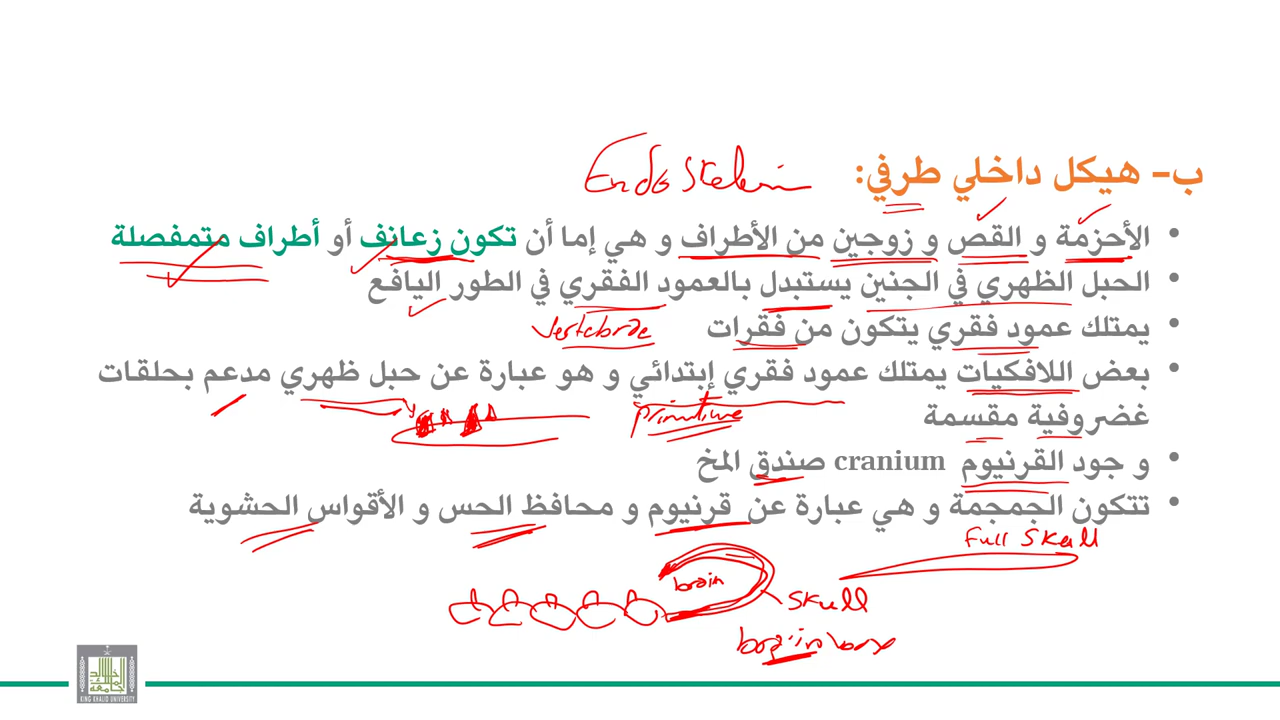 ب- هيكل داخلي طرفي:
Endo Skeleton
• الأحزمة و القص و زوجين من الأطراف و هي إما أن تكون زعانف أو أطراف متمفصلة
• الحبل الظهري في الجنين يستبدل بالعمود الفقري في الطور اليافع
• يمتلك عمود فقري يتكون من فقرات
vertebrae
• بعض اللافكيات يمتلك عمود فقري إبتدائي و هو عبارة عن حبل ظهري مدعم بحلقات
غضروفية مقسمة
primitive
• و جود القرنيوم cranium صندق المخ
• تتكون الجمجمة و هي عبارة عن قرنيوم و محافظ الحس و الأقواس الحشوية
Full Skull
brain
skull
brain box
KING KHALID UNIVERSITY